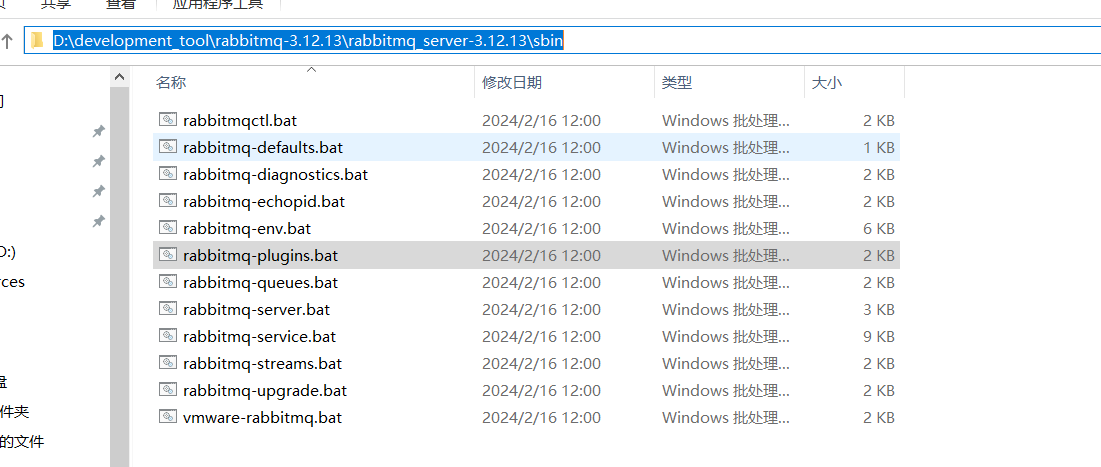 共享 查看 应用程序工具
D:\development_tool\rabbitmq-3.12.13\rabbitmq_server-3.12.13\sbin
名称 修改日期 类型 大小
rabbitmqctl.bat 2024/2/16 12:00 Windows 批处理... 2 KB
rabbitmq-defaults.bat 2024/2/16 12:00 Windows 批处理... 1 KB
rabbitmq-diagnostics.bat 2024/2/16 12:00 Windows 批处理... 2 KB
rabbitmq-echopid.bat 2024/2/16 12:00 Windows 批处理... 2 KB
rabbitmq-env.bat 2024/2/16 12:00 Windows 批处理... 6 KB
O:)
rabbitmq-plugins.bat 2024/2/16 12:00 Windows 批处理... 2 KB
rces
rabbitmq-queues.bat 2024/2/16 12:00 Windows 批处理... 2 KB
rabbitmq-server.bat 2024/2/16 12:00 Windows 批处理... 3 KB
rabbitmq-service.bat 2024/2/16 12:00 Windows 批处理... 9 KB
rabbitmq-streams.bat 2024/2/16 12:00 Windows 批处理... 2 KB
盘
rabbitmq-upgrade.bat 2024/2/16 12:00 Windows 批处理... 2 KB
件夹
vmware-rabbitmq.bat 2024/2/16 12:00 Windows 批处理... 2 KB
的文件